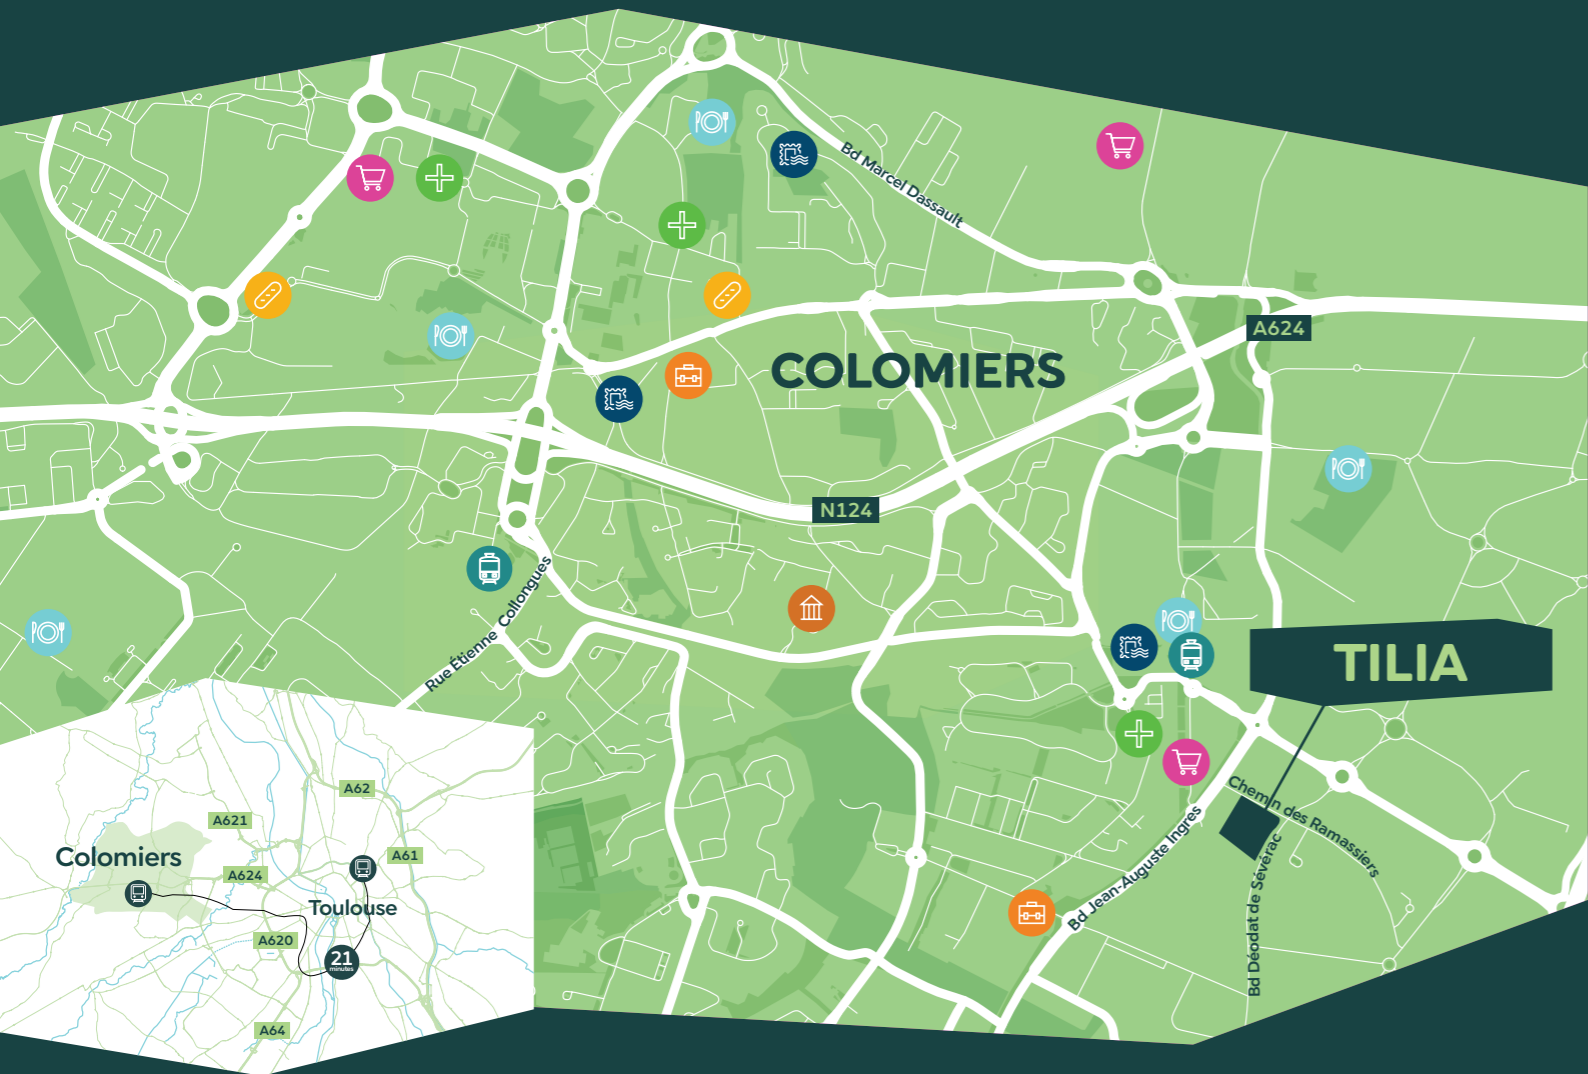 Bd Marcel Dassault
A624
COLOMIERS
N124
Rue Étienne Collongues
TILIA
Chemin des Ramassiers
Bd Jean-Auguste Ingres
Bd Déodat de Sévérac
A62
A621
Colomiers
A61
A624
Toulouse
A620
21
minutes
A64